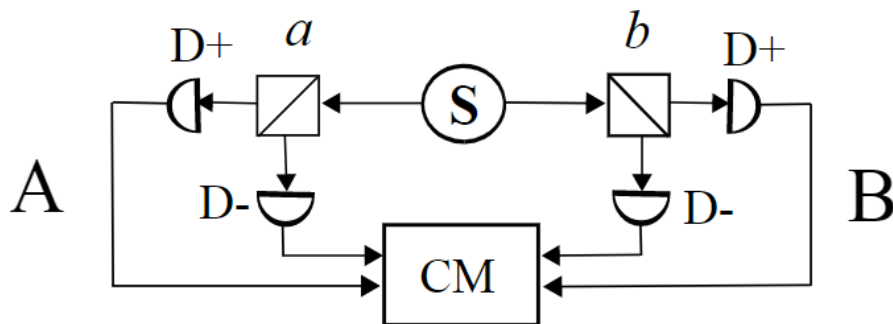 a b
D+ D+
S
A B
D- D-
CM